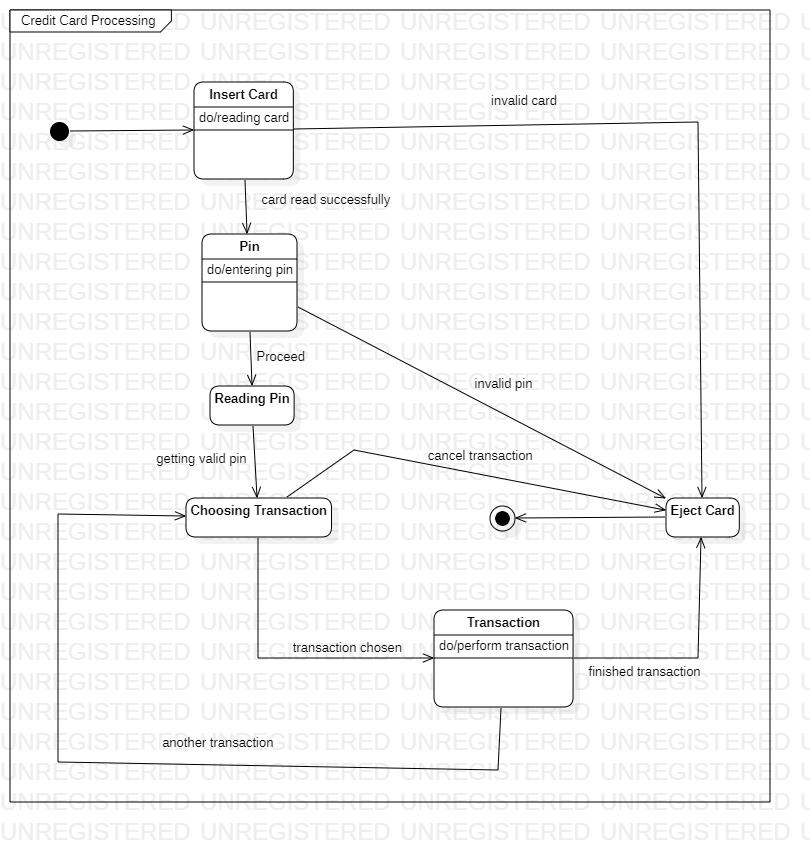 Credit Card Processing
Insert Card
do/reading card
invalid card
card read successfully
Pin
do/entering pin
Proceed
invalid pin
Reading Pin
getting valid pin
cancel transaction
Choosing Transaction
Eject Card
Transaction
do/perform transaction
transaction chosen
finished transaction
another transaction
UNREGISTERED UNREGISTERED UNREGISTERED UNREGISTERED